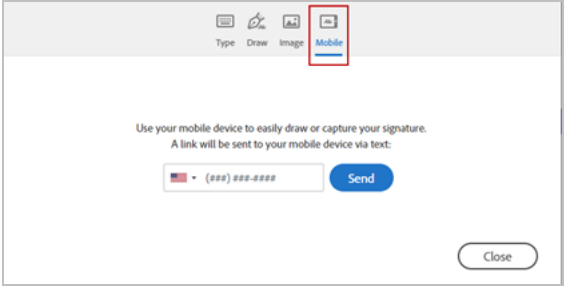 Type Draw Image Mobile
Use your mobile device to easily draw or capture your signature.
A link will be sent to your mobile device via text:
(###) ###-#### Send
Close